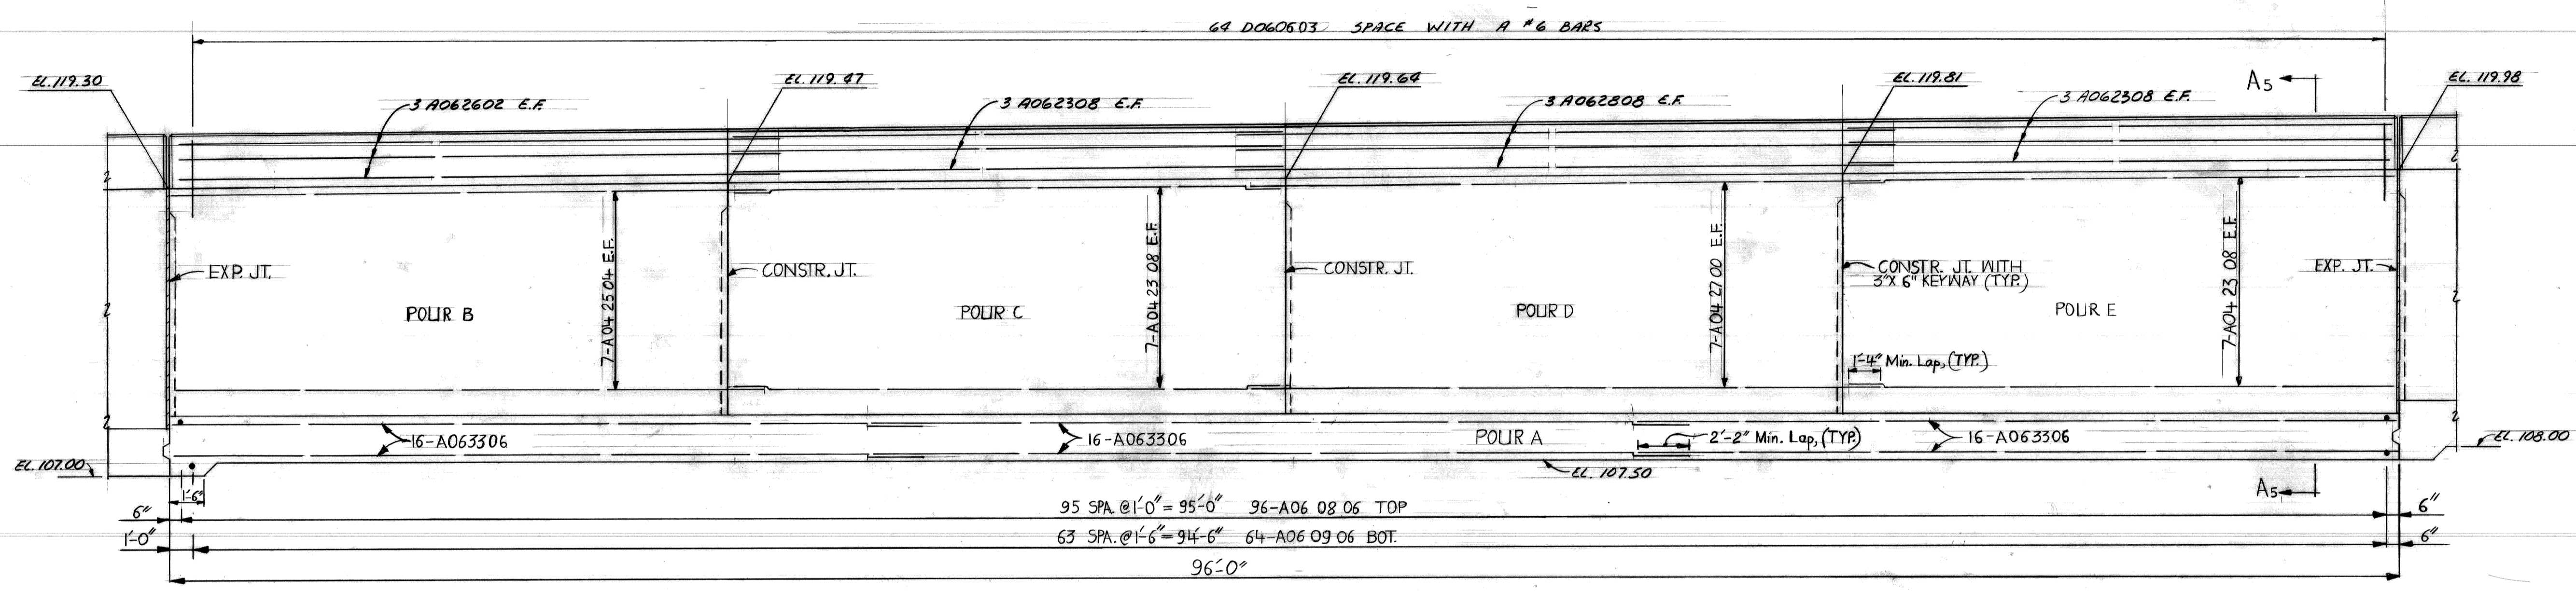 64 D060603 SPACE WITH A #6 BARS
EL. 119.30
EL. 119.47
EL. 119.64
EL. 119.81
A5
EL. 119.98
3 A062602 E.F.
3 A062308 E.F.
3 A062808 E.F.
3 A062308 E.F.
EXP. JT.
7-A04 25 04 E.F.
CONSTR. JT.
7-A04 23 08 E.F.
CONSTR. JT.
7-A04 27 00 E.F.
CONSTR. JT. WITH
3"X 6" KEYWAY (TYP.)
7-A04 23 08 E.F.
EXP. JT.
POUR B
POUR C
POUR D
POUR E
1'-4" Min. Lap, (TYP.)
16-A063306
16-A063306
POUR A
2'-2" Min. Lap, (TYP.)
16-A063306
EL. 108.00
EL. 107.00
EL. 107.50
1'-6"
A5
6"
95 SPA. @ 1'-0" = 95'-0" 96-A06 08 06 TOP
6"
1'-0"
63 SPA. @ 1'-6" = 94'-6" 64-A06 09 06 BOT.
6"
96'-0"